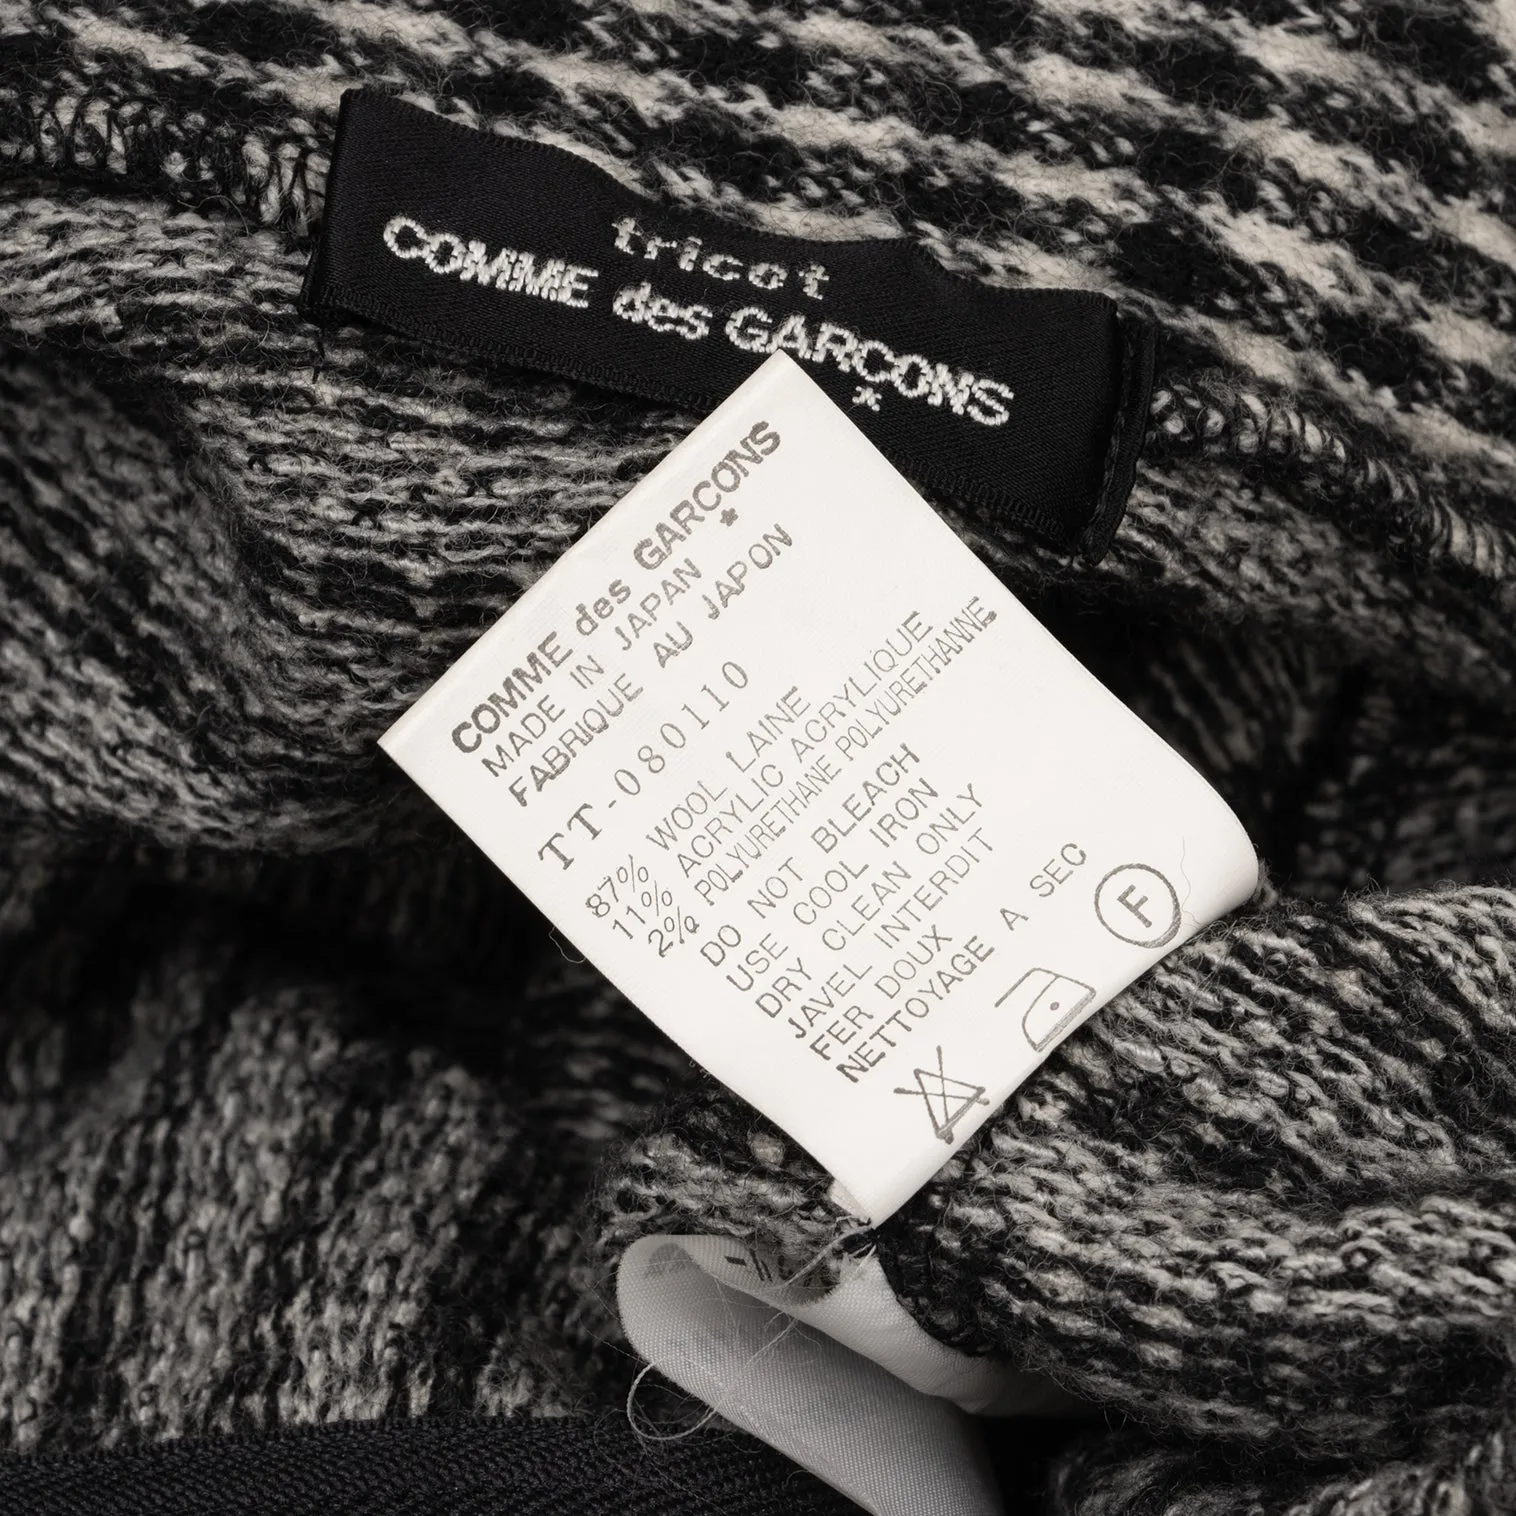 tricot
COMME des GARCONS
COMME des GARCONS
MADE IN JAPAN
FABRIQUE AU JAPON
TT-080110
87% WOOL LAINE
11% ACRYLIC ACRYLIQUE
2% POLYURETHANE POLYURETHANNE
DO NOT BLEACH
USE COOL IRON
DRY CLEAN ONLY
JAVEL INTERDIT
FER DOUX
NETTOYAGE A SEC
F